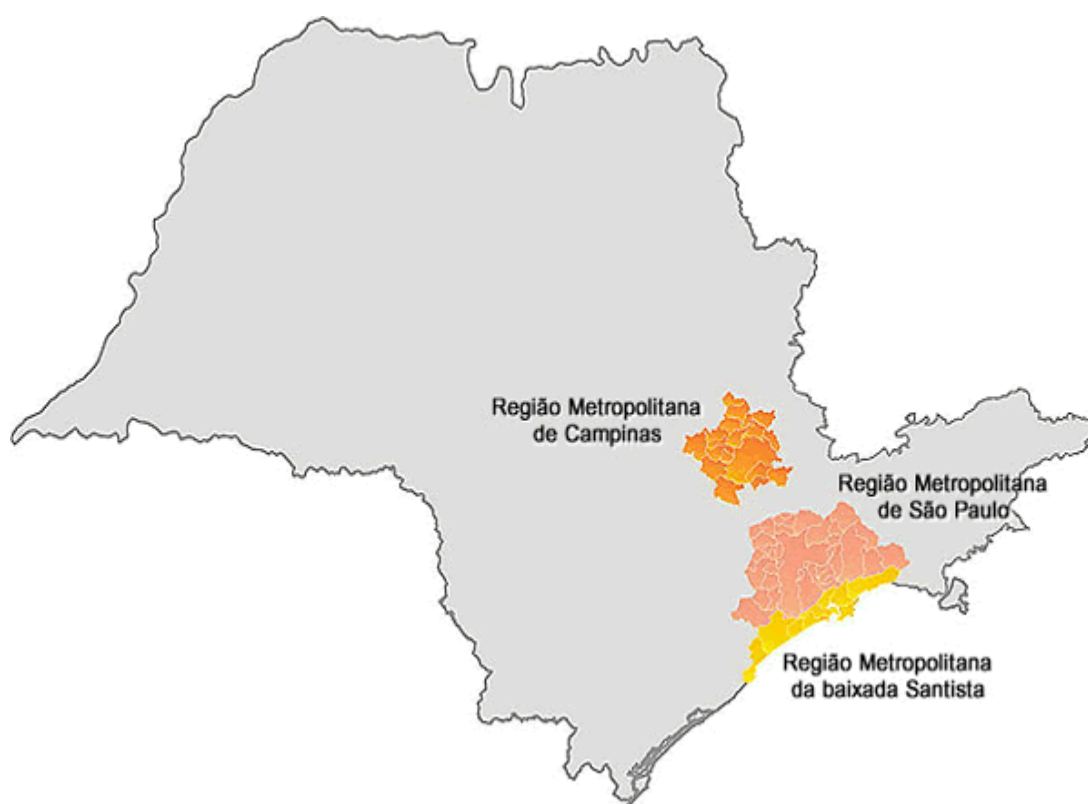 Região Metropolitana
de Campinas
Região Metropolitana
de São Paulo
Região Metropolitana
da baixada Santista